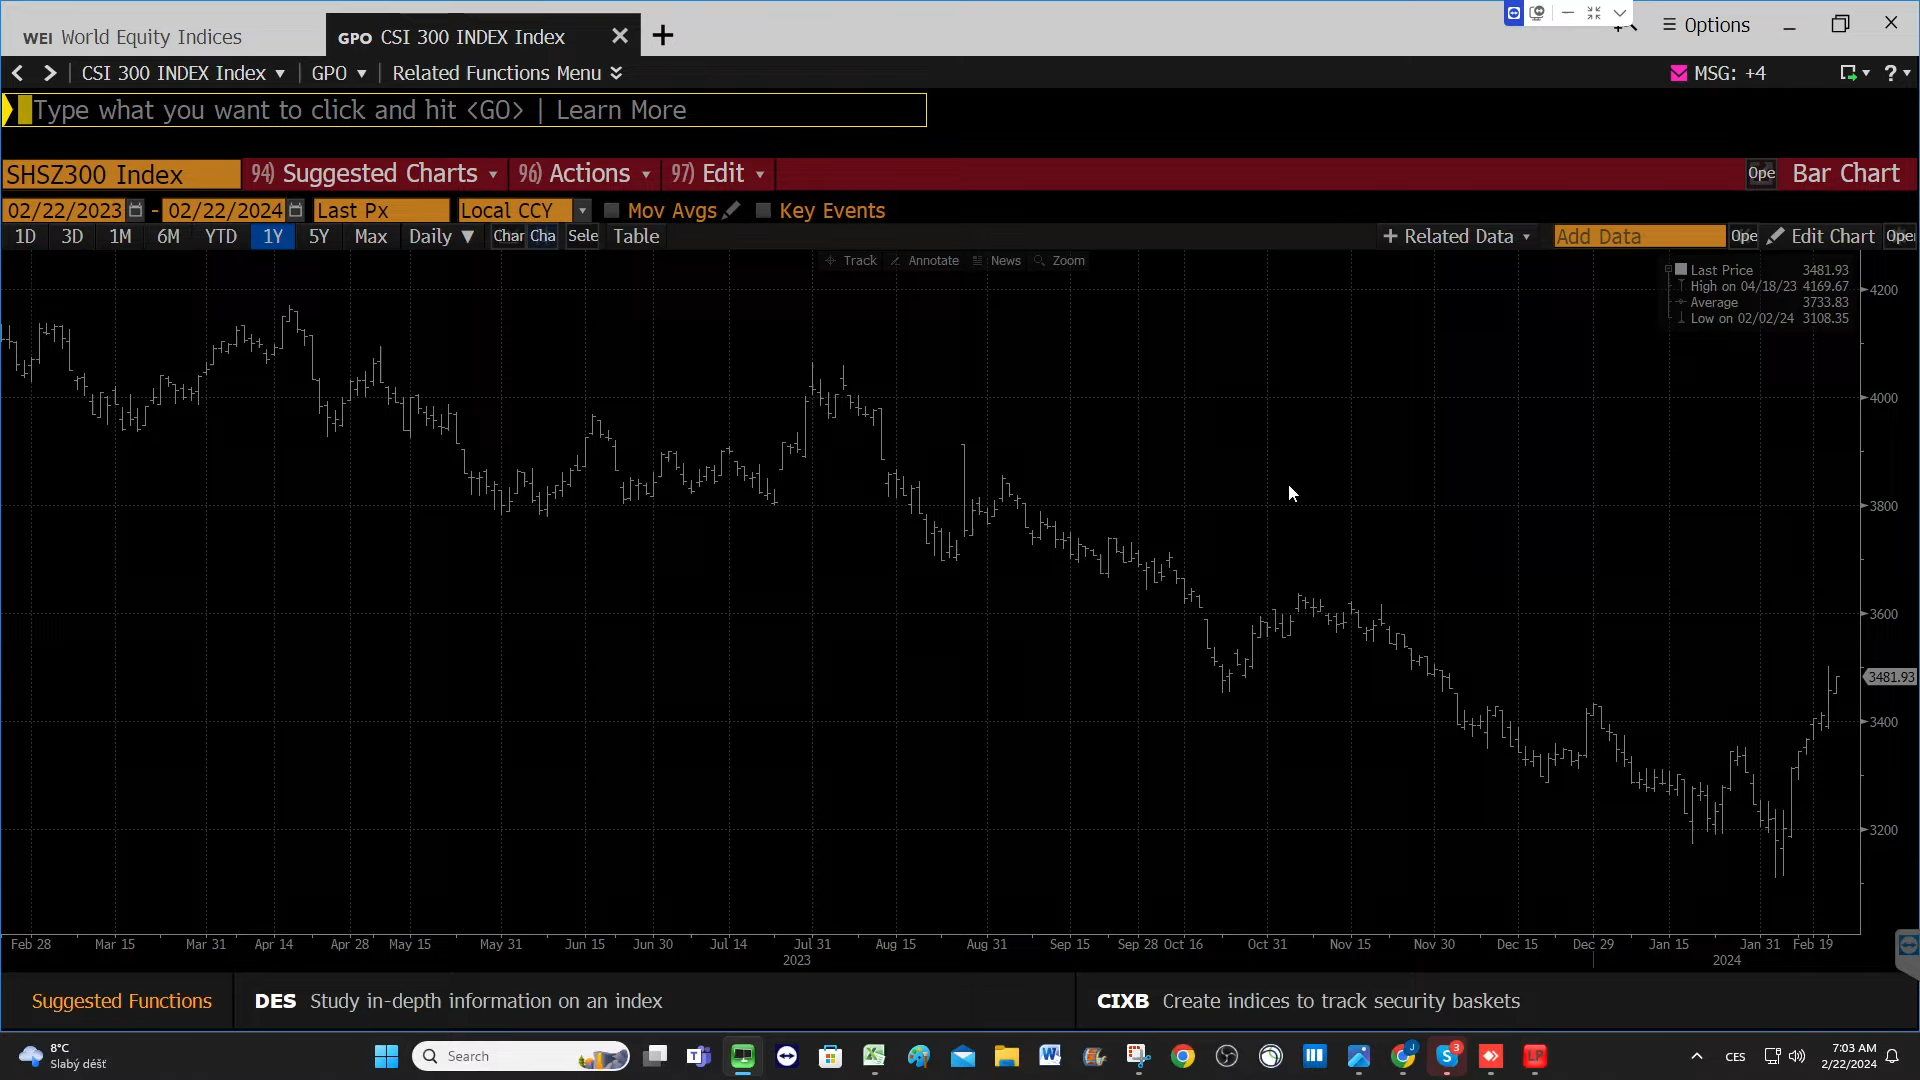 WEI World Equity Indices
GPO CSI 300 INDEX Index
Options
CSI 300 INDEX Index GPO Related Functions Menu
MSG: +4
?
Type what you want to click and hit <GO> | Learn More
SHSZ300 Index 94) Suggested Charts 96) Actions 97) Edit Ope Bar Chart
02/22/2023 - 02/22/2024 Last Px Local CCY Mov Avgs Key Events
1D 3D 1M 6M YTD 1Y 5Y Max Daily Char Cha Sele Table + Related Data Add Data Ope Edit Chart Ope
Track Annotate News Zoom
Last Price 3481.93
High on 04/18/23 4169.67
Average 3733.83
Low on 02/02/24 3108.35
4200
4000
3800
3600
3481.93
3400
3200
Feb 28 Mar 15 Mar 31 Apr 14 Apr 28 May 15 May 31 Jun 15 Jun 30 Jul 14 Jul 31 Aug 15 Aug 31 Sep 15 Sep 28 Oct 16 Oct 31 Nov 15 Nov 30 Dec 15 Dec 29 Jan 15 Jan 31 Feb 19
2023 2024
Suggested Functions DES Study in-depth information on an index CIXB Create indices to track security baskets
8°C
Slabý déšť
Search
3
LP
CES
7:03 AM
2/22/2024